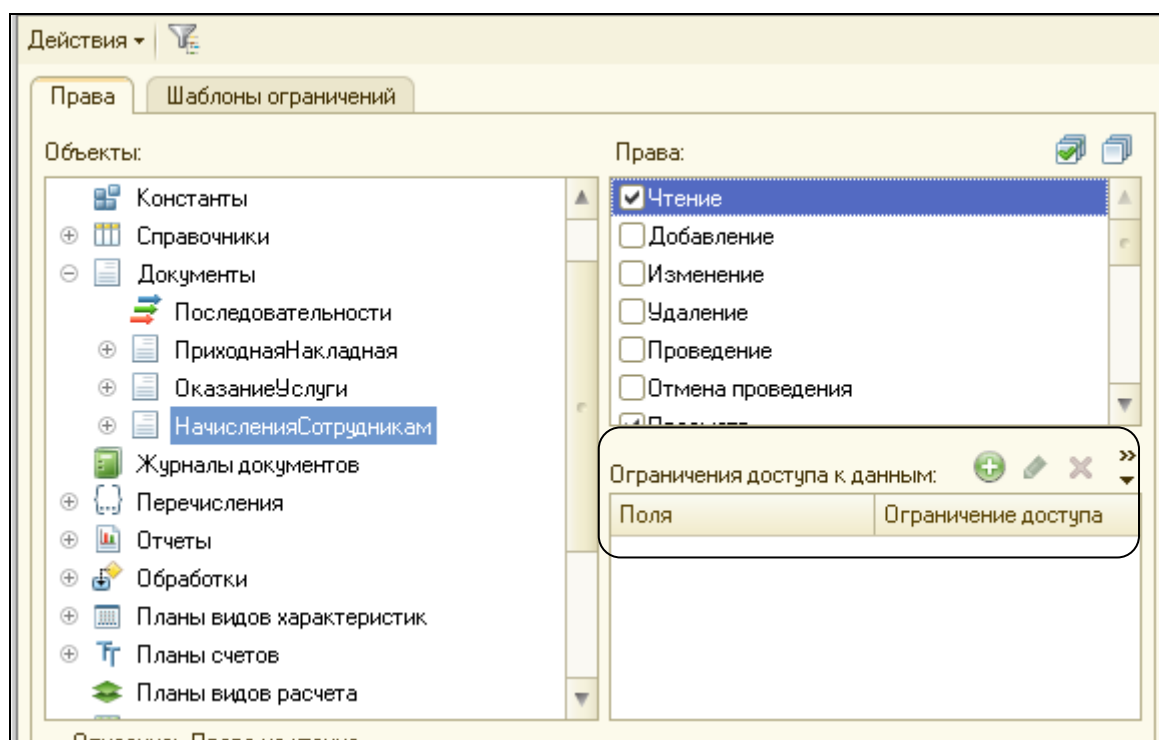 Действия
Права Шаблоны ограничений
Объекты:
Константы
Справочники
Документы
Последовательности
ПриходнаяНакладная
ОказаниеУслуги
НачисленияСотрудникам
Журналы документов
Перечисления
Отчеты
Обработки
Планы видов характеристик
Планы счетов
Планы видов расчета
Права:
Чтение
Добавление
Изменение
Удаление
Проведение
Отмена проведения
Просмотр
Ограничения доступа к данным:
Поля Ограничение доступа